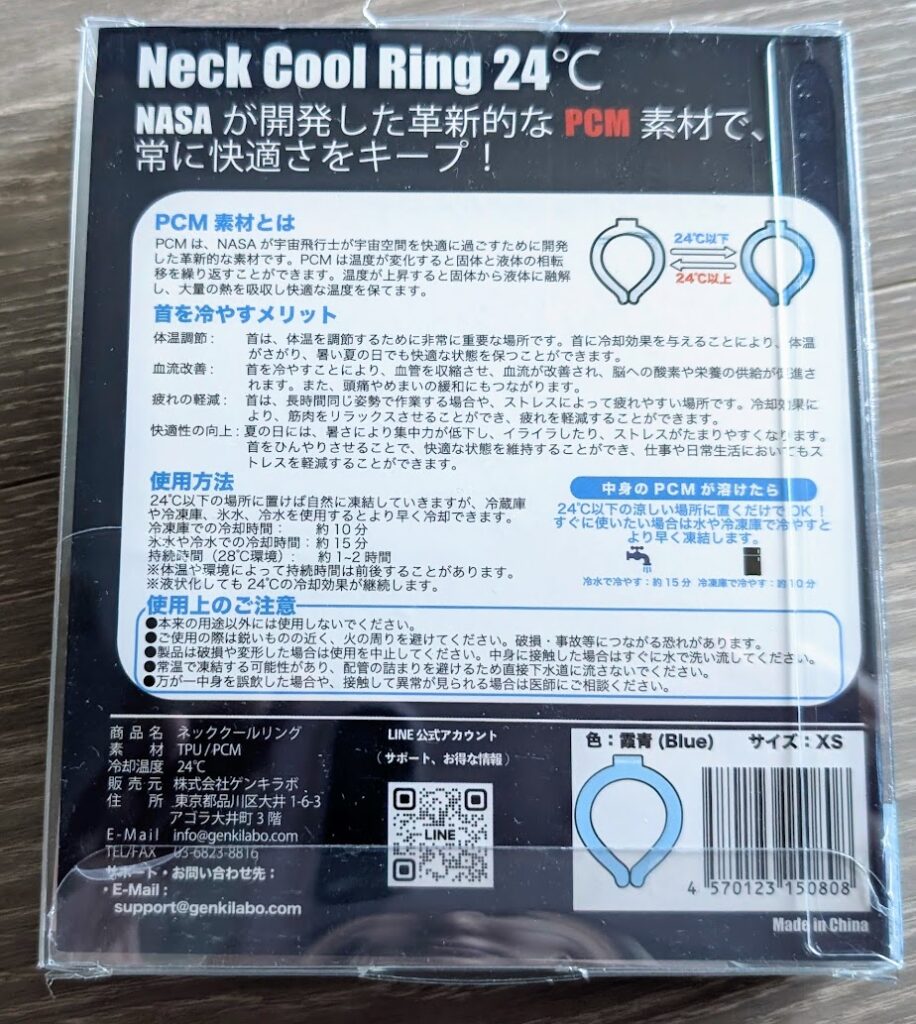 Neck Cool Ring 24℃
NASA が開発した革新的な PCM 素材で、
常に快適さをキープ！
PCM 素材とは
PCM は、NASA が宇宙飛行士が宇宙空間を快適に過ごすために開発
した革新的な素材です。PCM は温度が変化すると固体と液体の相転
移を繰り返すことができます。温度が上昇すると固体から液体に融解
し、大量の熱を吸収し快適な温度を保てます。
24℃以下
24℃以上
首を冷やすメリット
体温調節： 首は、体温を調節するために非常に重要な場所です。首に冷却効果を与えることにより、体温
がさがり、暑い夏の日でも快適な状態を保つことができます。
血流改善： 首を冷やすことにより、血管を収縮させ、血流が改善され、脳への酸素や栄養の供給が促進さ
れます。また、頭痛やめまいの緩和にもつながります。
疲れの軽減： 首は、長時間同じ姿勢で作業する場合や、ストレスによって疲れやすい場所です。冷却効果に
より、筋肉をリラックスさせることができ、疲れを軽減することができます。
快適性の向上：夏の日には、暑さにより集中力が低下し、イライラしたり、ストレスがたまりやすくなります。
首をひんやりさせることで、快適な状態を維持することができ、仕事や日常生活においてもス
トレスを軽減することができます。
使用方法
24℃以下の場所に置けば自然に凍結していきますが、冷蔵庫
や冷凍庫、氷水、冷水を使用するとより早く冷却できます。
冷凍庫での冷却時間： 約 10 分
氷水や冷水での冷却時間：約 15 分
持続時間（28℃環境）： 約 1~2 時間
※体温や環境によって持続時間は前後することがあります。
※液状化しても 24℃の冷却効果が継続します。
中身の PCM が溶けたら
24℃以下の涼しい場所に置くだけで OK！
すぐに使いたい場合は水や冷凍庫で冷やすと
より早く凍結します。
冷水で冷やす：約 15 分 冷凍庫で冷やす：約 10 分
使用上のご注意
●本来の用途以外には使用しないでください。
●ご使用の際は鋭いものの近く、火の周りを避けてください。破損・事故等につながる恐れがあります。
●製品は破損や変形した場合は使用を中止してください。中身に接触した場合はすぐに水で洗い流してください。
●常温で凍結する可能性があり、配管の詰まりを避けるため直接下水道に流さないでください。
●万が一中身を誤飲した場合や、接触して異常が見られる場合は医師にご相談ください。
商品名 ネッククールリング
素 材 TPU / PCM
冷却温度 24℃
販売元 株式会社ゲンキラボ
住 所 東京都品川区大井 1-6-3
アゴラ大井町 3 階
E-Mail info@genkilabo.com
TEL/FAX 03-6823-8816
サポート・お問い合わせ先：
・E-Mail：
support@genkilabo.com
LINE 公式アカウント
（サポート、お得な情報）
LINE
色：霞青 (Blue) サイズ：XS
4 570123 150808
Made in China